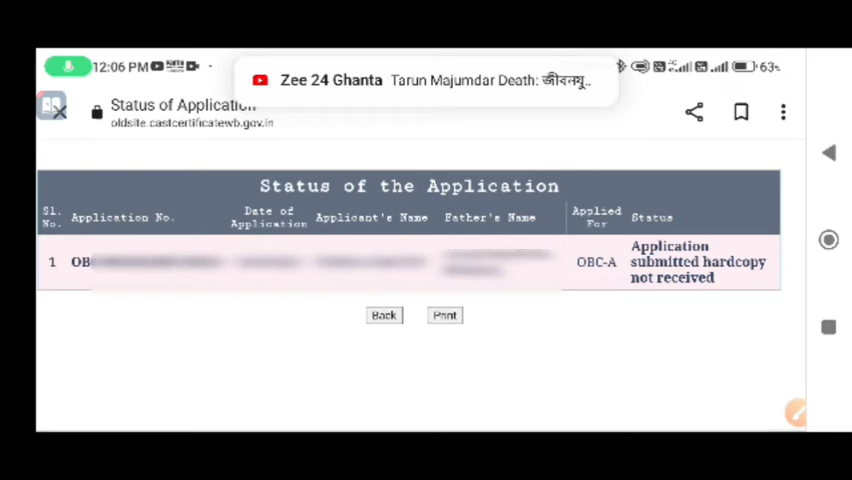 12:06 PM
Zee 24 Ghanta Tarun Majumdar Death: জীবনযু..
63%
Status of Application
oldsite.castcertificatewb.gov.in
Status of the Application
Sl. No. Application No. Date of Application Applicant's Name Father's Name Applied For Status
1 OB OBC-A Application submitted hardcopy not received
Back Print